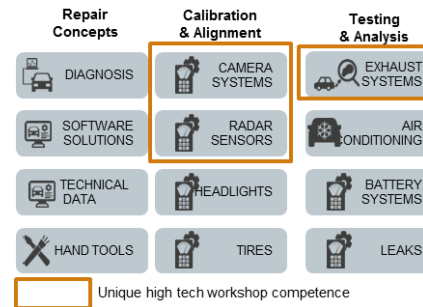 Repair
Concepts
Calibration
& Alignment
Testing
& Analysis
DIAGNOSIS
CAMERA
SYSTEMS
EXHAUST
SYSTEMS
SOFTWARE
SOLUTIONS
RADAR
SENSORS
AIR
CONDITIONING
TECHNICAL
DATA
HEADLIGHTS
BATTERY
SYSTEMS
HAND TOOLS
TIRES
LEAKS
Unique high tech workshop competence